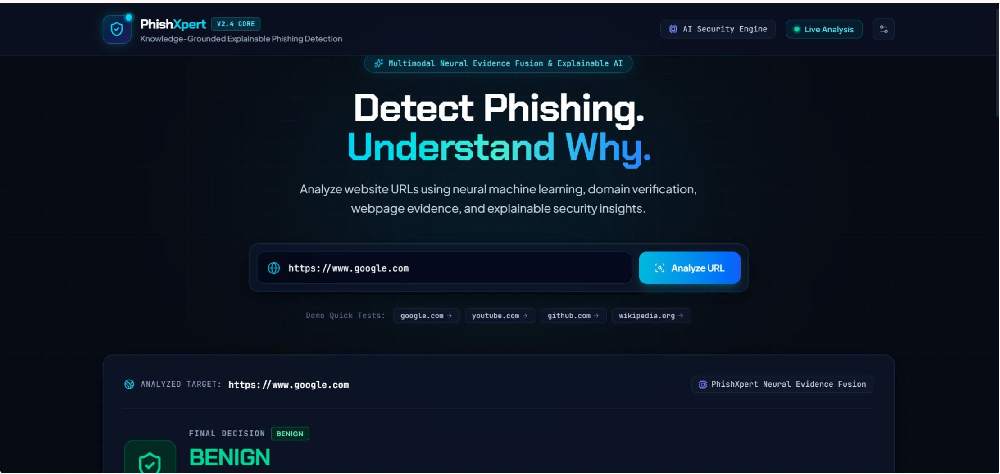 PhishXpert V2.4 CORE
Knowledge-Grounded Explainable Phishing Detection
AI Security Engine
Live Analysis
Multimodal Neural Evidence Fusion & Explainable AI
Detect Phishing.
Understand Why.
Analyze website URLs using neural machine learning, domain verification,
webpage evidence, and explainable security insights.
https://www.google.com
Analyze URL
Demo Quick Tests: google.com → youtube.com → github.com → wikipedia.org →
ANALYZED TARGET: https://www.google.com
PhishXpert Neural Evidence Fusion
FINAL DECISION BENIGN
BENIGN